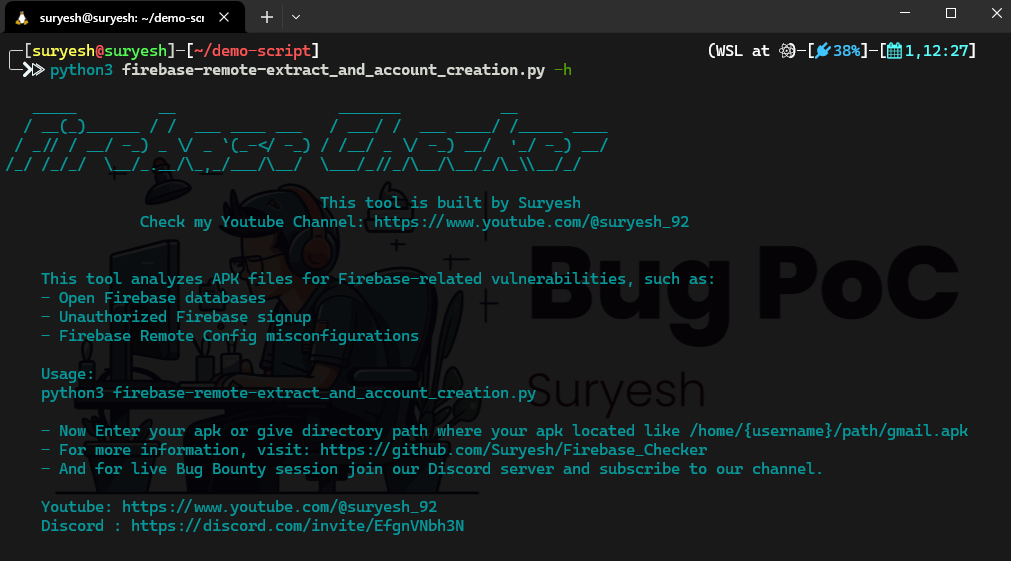 suryesh@suryesh: ~/demo-scr
[suryesh@suryesh]-[~/demo-script] (WSL at -[38%]-[1,12:27]
python3 firebase-remote-extract_and_account_creation.py -h
Firebase Checker
This tool is built by Suryesh
Check my Youtube Channel: https://www.youtube.com/@suryesh_92
This tool analyzes APK files for Firebase-related vulnerabilities, such as:
- Open Firebase databases
- Unauthorized Firebase signup
- Firebase Remote Config misconfigurations
Bug PoC
Usage:
python3 firebase-remote-extract_and_account_creation.py
Suryesh
- Now Enter your apk or give directory path where your apk located like /home/{username}/path/gmail.apk
- For more information, visit: https://github.com/Suryesh/Firebase_Checker
- And for live Bug Bounty session join our Discord server and subscribe to our channel.
Youtube: https://www.youtube.com/@suryesh_92
Discord : https://discord.com/invite/EfgnVNbh3N